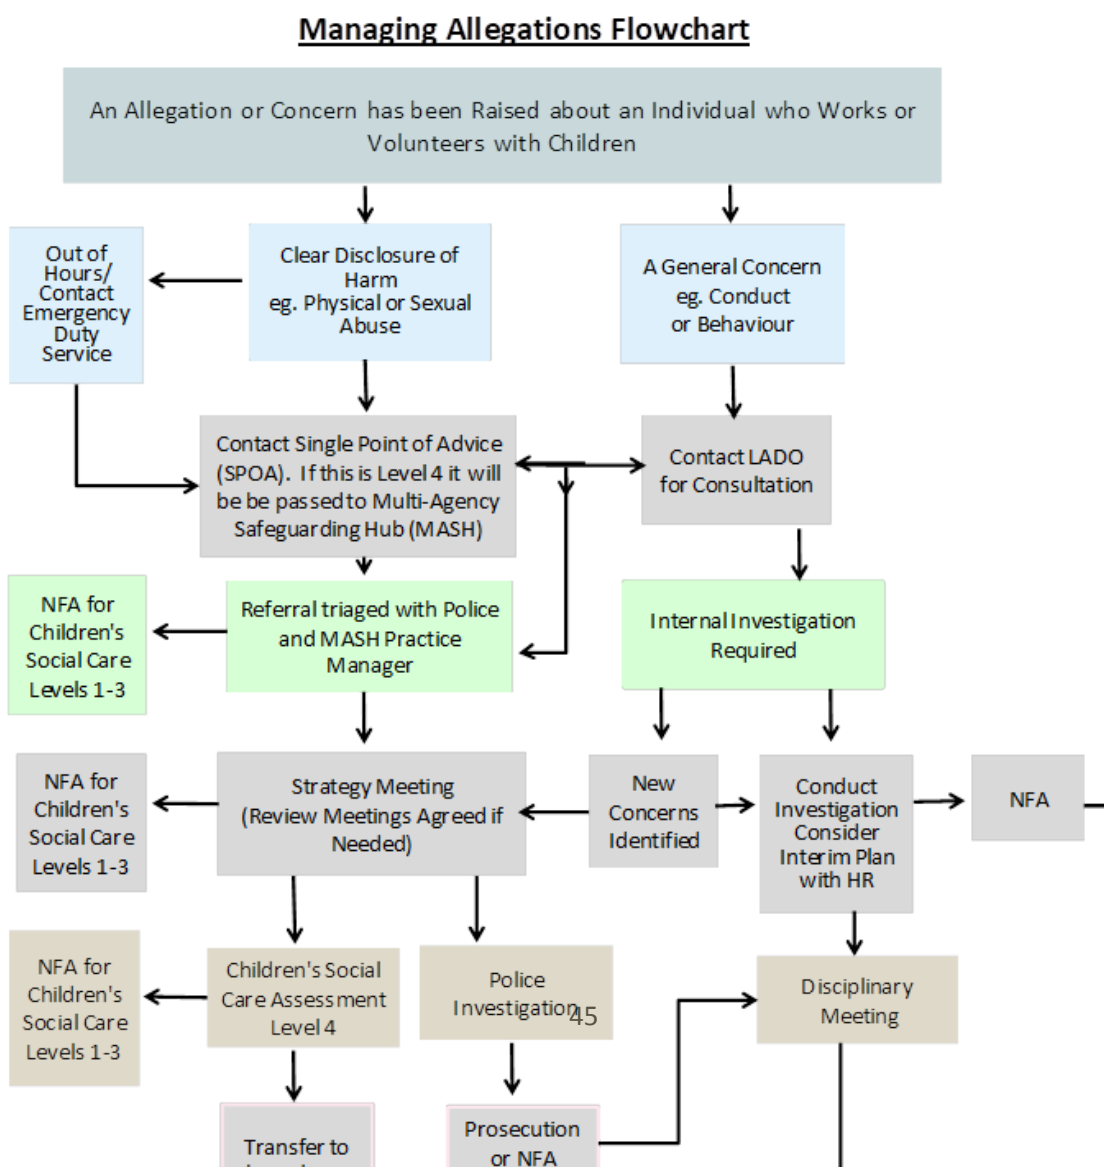 Managing Allegations Flowchart
An Allegation or Concern has been Raised about an Individual who Works or
Volunteers with Children
Out of
Hours/
Contact
Emergency
Duty
Service
Clear Disclosure of
Harm
eg. Physical or Sexual
Abuse
A General Concern
eg. Conduct
or Behaviour
Contact Single Point of Advice
(SPOA). If this is Level 4 it will
be be passed to Multi-Agency
Safeguarding Hub (MASH)
Contact LADO
for Consultation
NFA for
Children's
Social Care
Levels 1-3
Referral triaged with Police
and MASH Practice
Manager
Internal Investigation
Required
NFA for
Children's
Social Care
Levels 1-3
Strategy Meeting
(Review Meetings Agreed if
Needed)
New
Concerns
Identified
Conduct
Investigation
Consider
Interim Plan
with HR
NFA
NFA for
Children's
Social Care
Levels 1-3
Children's Social
Care Assessment
Level 4
Police
Investigation
45
Disciplinary
Meeting
Transfer to
Prosecution
or NFA